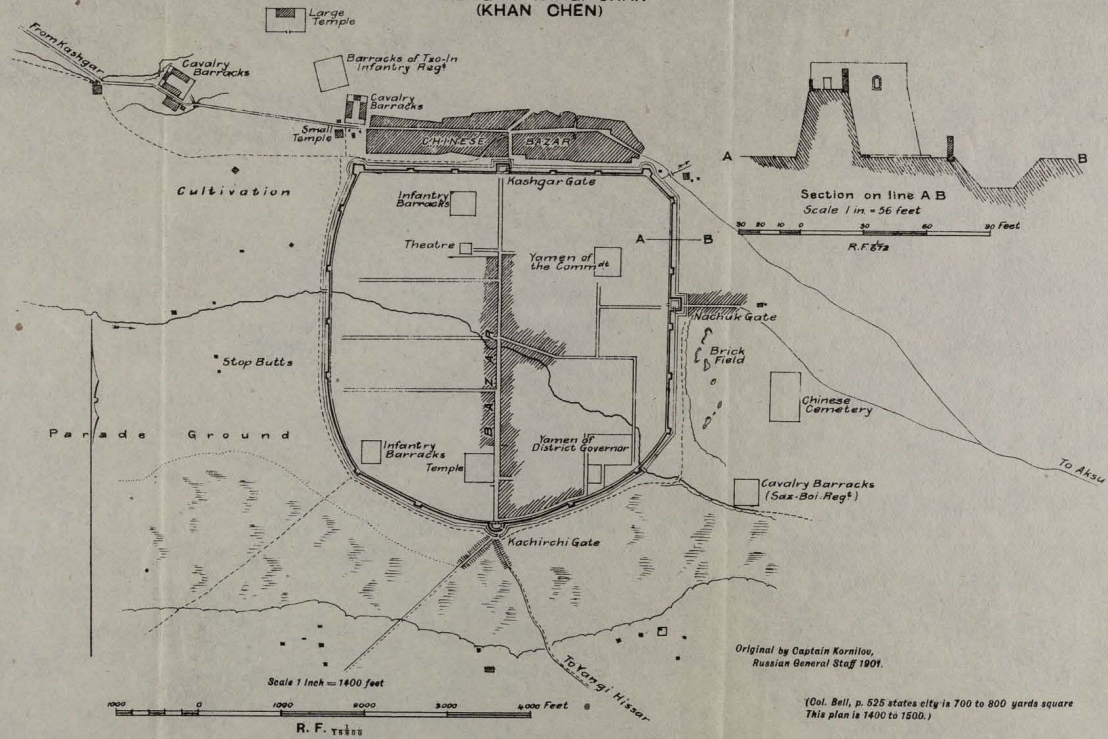 (KHAN CHEN)
Large
Temple
From Kashgar
Cavalry
Barracks
Barracks of Tzo-In
Infantry Regt
Cavalry
Barracks
Small
Temple
CHINESE BAZAR
Kashgar Gate
Cultivation
Infantry
Barracks
Theatre
Yamen of
the Commdt
A B
A B
Section on line A B
Scale 1 in. = 56 feet
30 20 10 0 30 60 90 Feet
R.F.
Nachuk Gate
Brick
Field
Stop Butts
BAZAR
Chinese
Cemetery
Parade Ground
Infantry
Barracks
Temple
Yamen of
District Governor
To Aksu
Cavalry Barracks
(Sax-Boi-Regt)
Kachirchi Gate
To Yangi Hissar
Original by Captain Kornilov,
Russian General Staff 1901.
Scale 1 Inch = 1400 feet
1000 0 1000 2000 3000 4000 Feet
R. F.
(Col. Bell, p. 525 states city is 700 to 800 yards square
This plan is 1400 to 1500.)